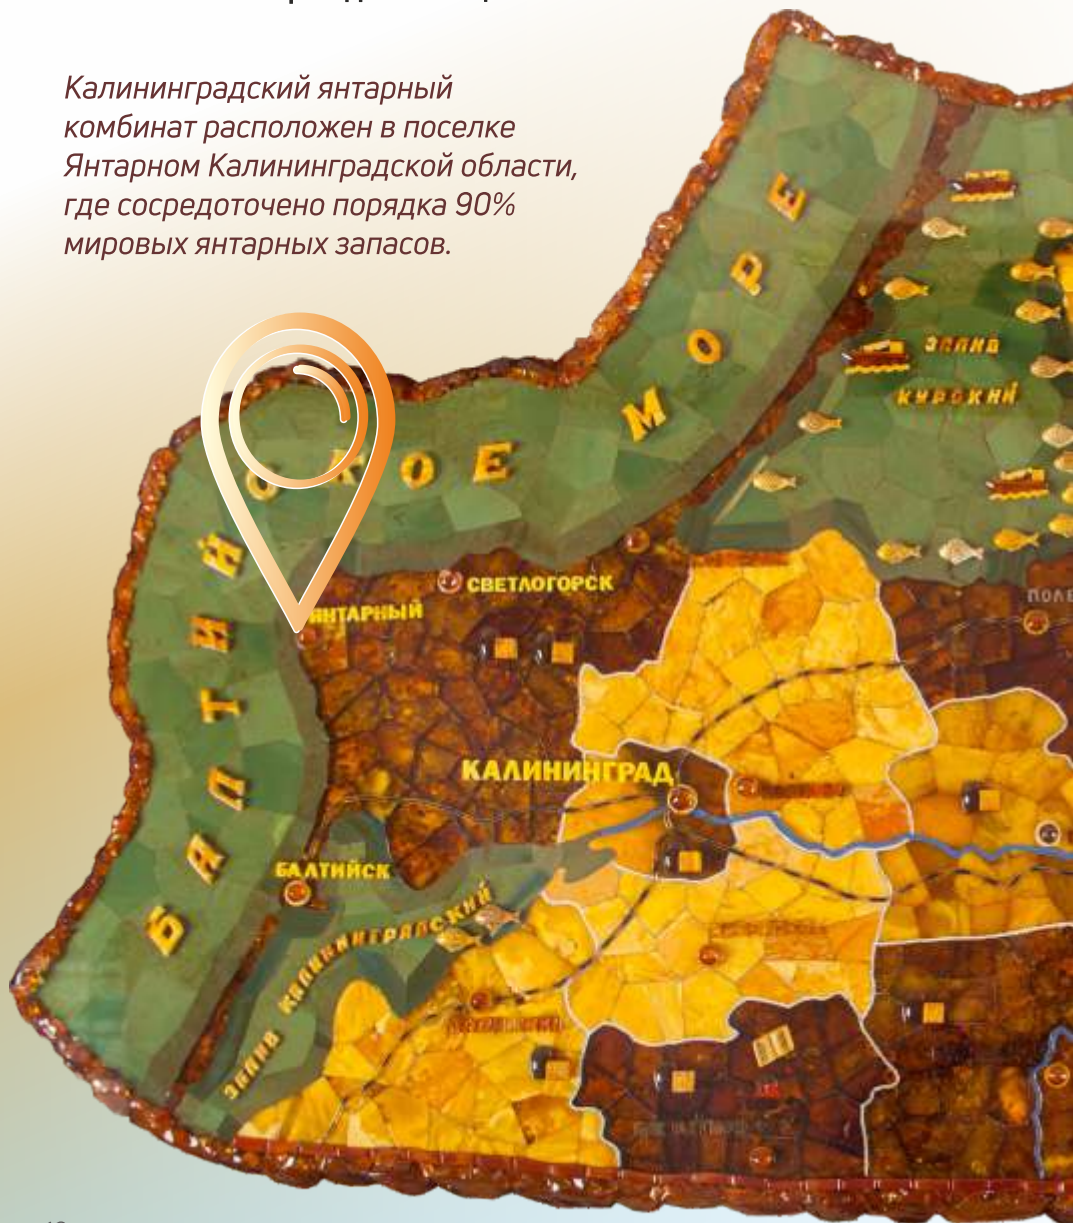 Калининградский янтарный
комбинат расположен в поселке
Янтарном Калининградской области,
где сосредоточено порядка 90%
мировых янтарных запасов.
БАЛТИЙСКОЕ МОРЕ
ЗАЛИВ
КУРСКИЙ
СВЕТЛОГОРСК
ЯНТАРНЫЙ
КАЛИНИНГРАД
БАЛТИЙСК
ЗАЛИВ КАЛИНИНГРАДСКИЙ